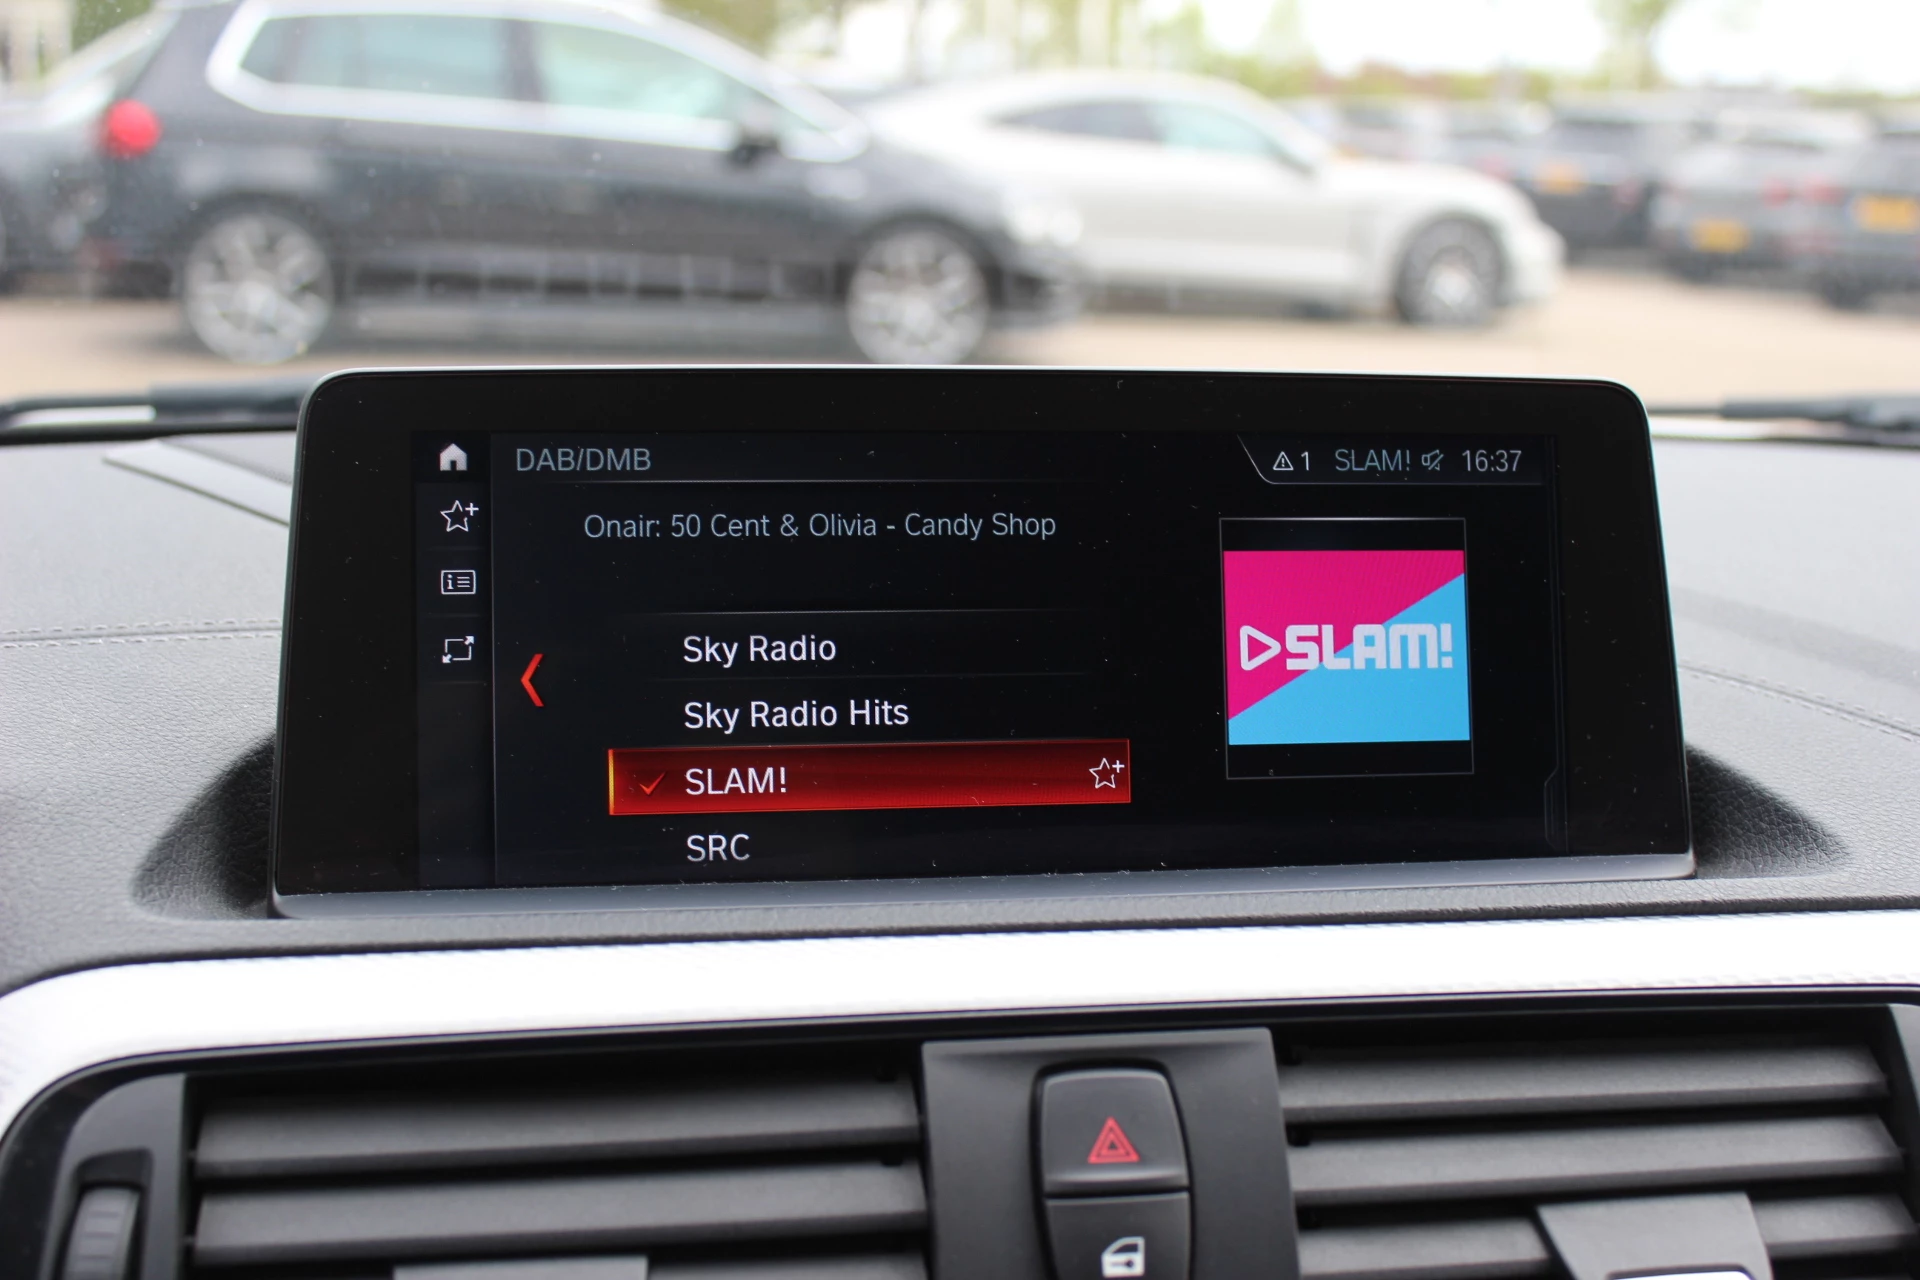 DAB/DMB
1 SLAM! 16:37
Onair: 50 Cent & Olivia - Candy Shop
Sky Radio
Sky Radio Hits
SLAM!
SRC
SLAM!